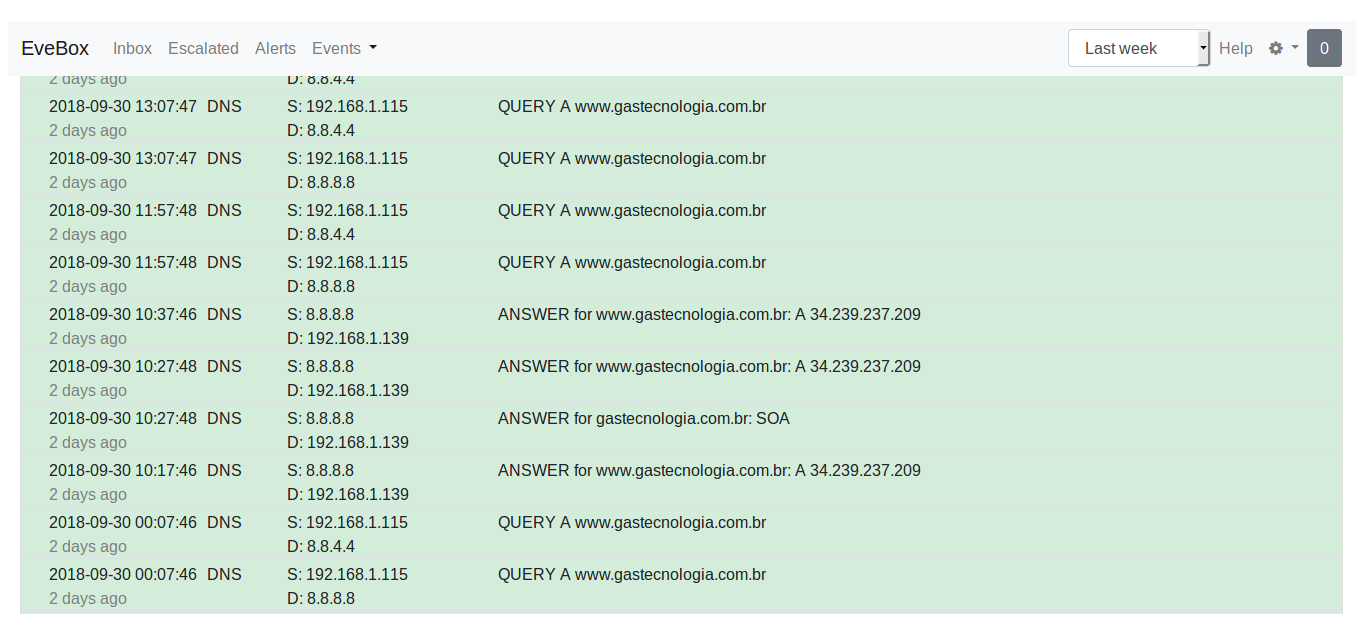 EveBox Inbox Escalated Alerts Events Last week Help 0
2 days ago D: 8.8.4.4
2018-09-30 13:07:47 DNS S: 192.168.1.115 QUERY A www.gastecnologia.com.br
2 days ago D: 8.8.4.4
2018-09-30 13:07:47 DNS S: 192.168.1.115 QUERY A www.gastecnologia.com.br
2 days ago D: 8.8.8.8
2018-09-30 11:57:48 DNS S: 192.168.1.115 QUERY A www.gastecnologia.com.br
2 days ago D: 8.8.4.4
2018-09-30 11:57:48 DNS S: 192.168.1.115 QUERY A www.gastecnologia.com.br
2 days ago D: 8.8.8.8
2018-09-30 10:37:46 DNS S: 8.8.8.8 ANSWER for www.gastecnologia.com.br: A 34.239.237.209
2 days ago D: 192.168.1.139
2018-09-30 10:27:48 DNS S: 8.8.8.8 ANSWER for www.gastecnologia.com.br: A 34.239.237.209
2 days ago D: 192.168.1.139
2018-09-30 10:27:48 DNS S: 8.8.8.8 ANSWER for gastecnologia.com.br: SOA
2 days ago D: 192.168.1.139
2018-09-30 10:17:46 DNS S: 8.8.8.8 ANSWER for www.gastecnologia.com.br: A 34.239.237.209
2 days ago D: 192.168.1.139
2018-09-30 00:07:46 DNS S: 192.168.1.115 QUERY A www.gastecnologia.com.br
2 days ago D: 8.8.4.4
2018-09-30 00:07:46 DNS S: 192.168.1.115 QUERY A www.gastecnologia.com.br
2 days ago D: 8.8.8.8